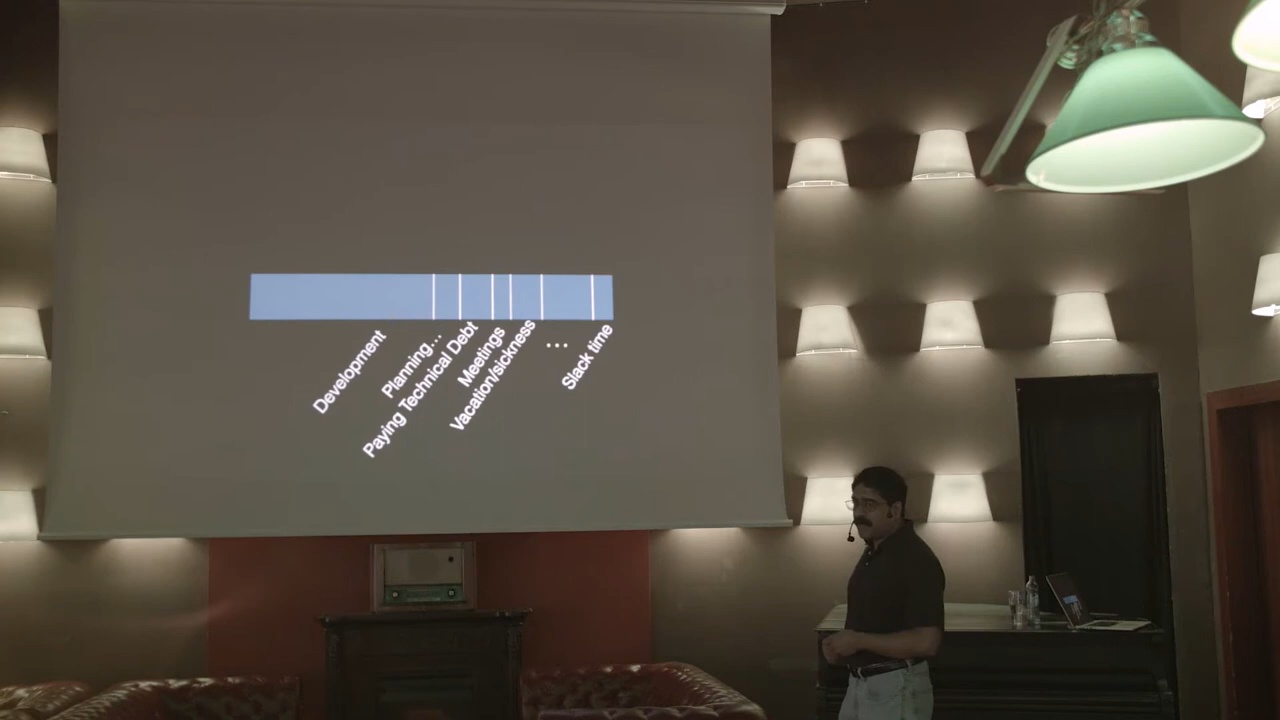 Development
Planning...
Paying Technical Debt
Meetings
Vacation/sickness
...
Slack time